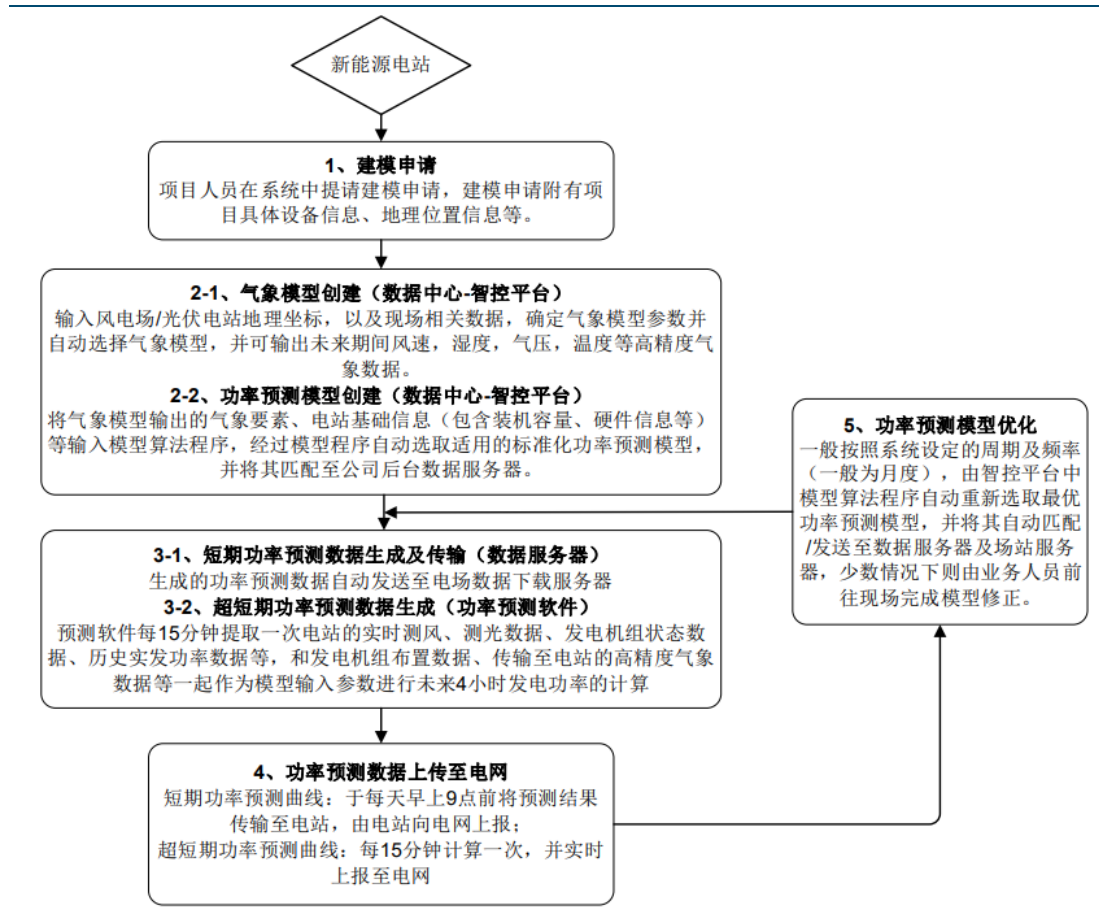 新能源电站
1、建模申请
项目人员在系统中提请建模申请，建模申请附有项
目具体设备信息、地理位置信息等。
2-1、气象模型创建（数据中心-智控平台）
输入风电场/光伏电站地理坐标，以及现场相关数据，确定气象模型参数并
自动选择气象模型，并可输出未来期间风速，湿度，气压，温度等高精度气
象数据。
2-2、功率预测模型创建（数据中心-智控平台）
将气象模型输出的气象要素、电站基础信息（包含装机容量、硬件信息等）
等输入模型算法程序，经过模型程序自动选取适用的标准化功率预测模型，
并将其匹配至公司后台数据服务器。
3-1、短期功率预测数据生成及传输（数据服务器）
生成的功率预测数据自动发送至电场数据下载服务器
3-2、超短期功率预测数据生成（功率预测软件）
预测软件每15分钟提取一次电站的实时测风、测光数据、发电机组状态数
据、历史实发功率数据等，和发电机组布置数据、传输至电站的高精度气象
数据等一起作为模型输入参数进行未来4小时发电功率的计算
4、功率预测数据上传至电网
短期功率预测曲线：于每天早上9点前将预测结果
传输至电站，由电站向电网上报；
超短期功率预测曲线：每15分钟计算一次，并实时
上报至电网
5、功率预测模型优化
一般按照系统设定的周期及频率
（一般为月度），由智控平台中
模型算法程序自动重新选取最优
功率预测模型，并将其自动匹配
/发送至数据服务器及场站服务
器，少数情况下则由业务人员前
往现场完成模型修正。